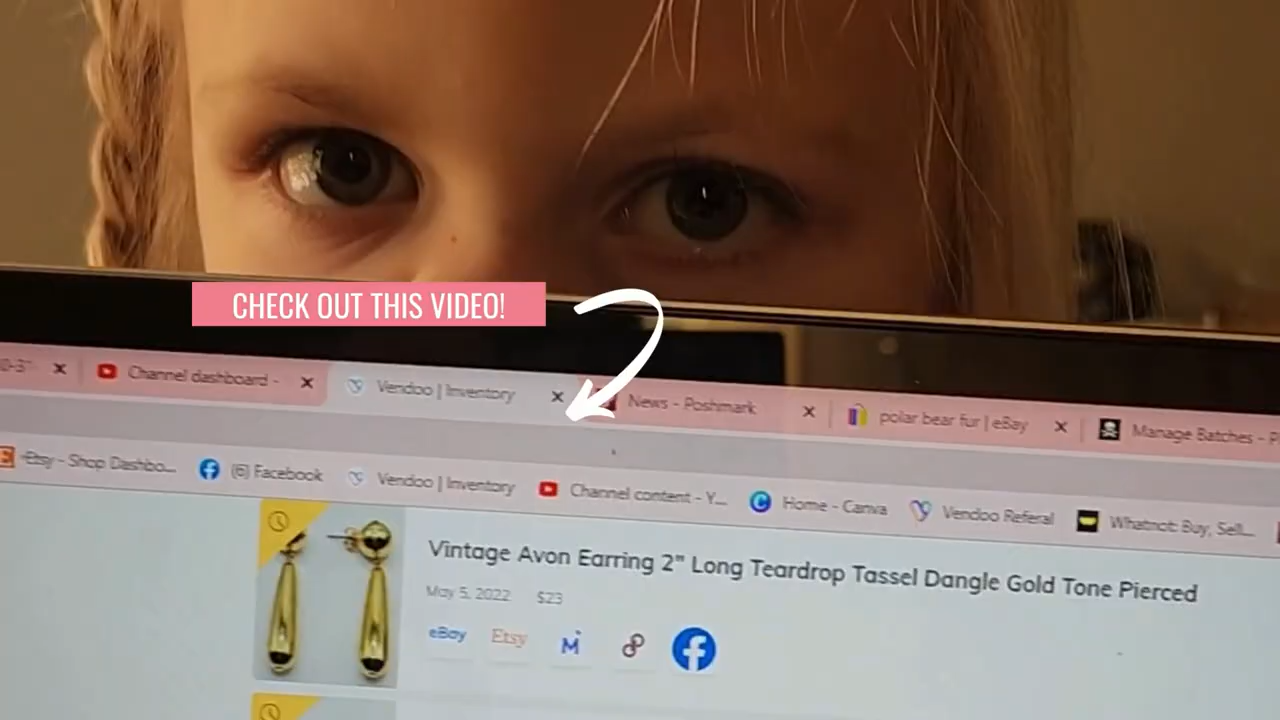 CHECK OUT THIS VIDEO!
Channel dashboard - Vendoo | Inventory News - Poshmark polar bear fur | eBay Manage Batches - P
Etsy - Shop Dashbo... (6) Facebook Vendoo | Inventory Channel content - Y... Home - Canva Vendoo Referal Whatnot: Buy, Sell...
Vintage Avon Earring 2" Long Teardrop Tassel Dangle Gold Tone Pierced
May 5, 2022 $23
eBay Etsy